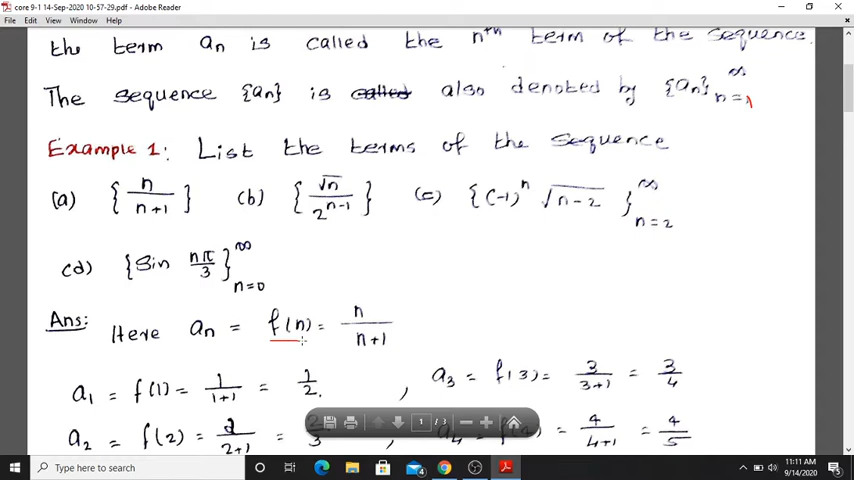 core 9-1 14-Sep-2020 10-57-29.pdf - Adobe Reader
File Edit View Window Help
the term an is called the nth term of the sequence.
The sequence {an} is called also denoted by {an}∞n=1
Example 1: List the terms of the sequence
(a) {n/(n+1)} (b) {√n/2^(n-1)} (c) {(-1)^n √(n-2)}∞n=2
(d) {Sin nπ/3}∞n=0
Ans: Here an = f(n) = n/(n+1)
a1 = f(1) = 1/(1+1) = 1/2. , a3 = f(3) = 3/(3+1) = 3/4
a2 = f(2) = 2/(2+1) = 2/3 , a4 = 4/(4+1) = 4/5
1 / 3
Type here to search
11:11 AM
9/14/2020